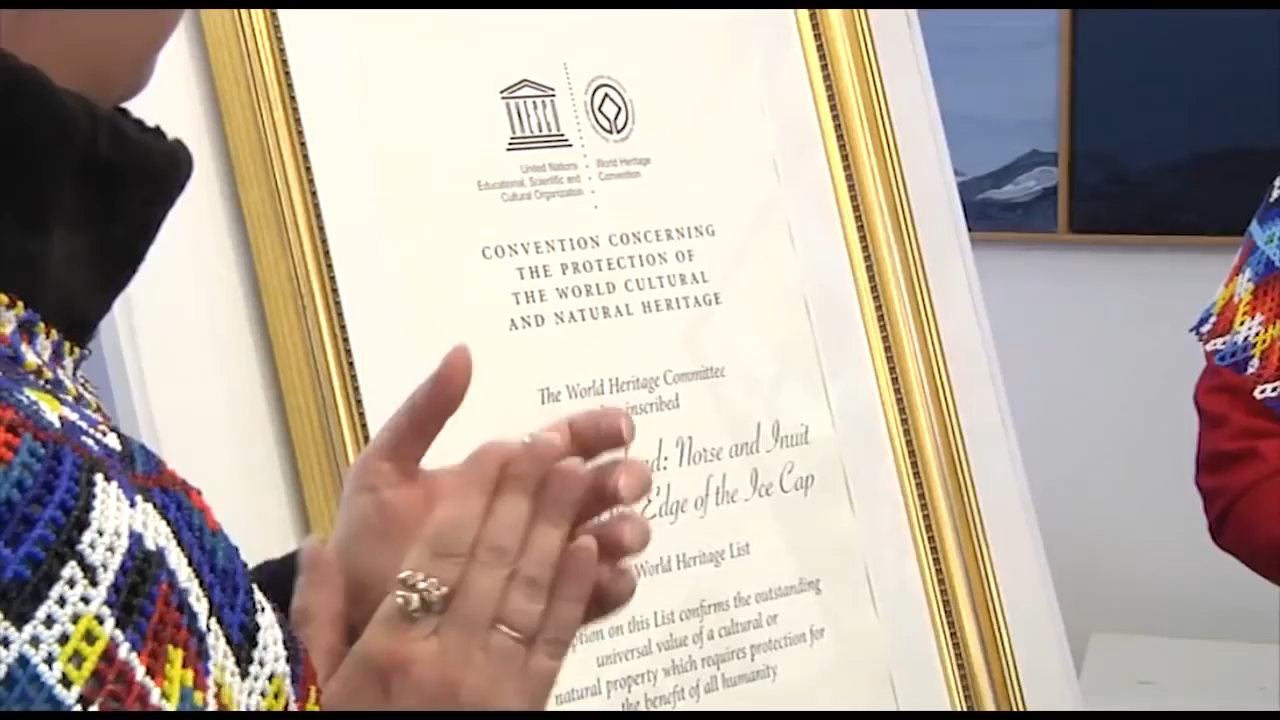 UNESCO
United Nations
Educational, Scientific and
Cultural Organization
World Heritage
Convention
CONVENTION CONCERNING
THE PROTECTION OF
THE WORLD CULTURAL
AND NATURAL HERITAGE
The World Heritage Committee
inscribed
nd: Norse and Inuit
Edge of the Ice Cap
World Heritage List
ption on this List confirms the outstanding
universal value of a cultural or
natural property which requires protection for
the benefit of all humanity